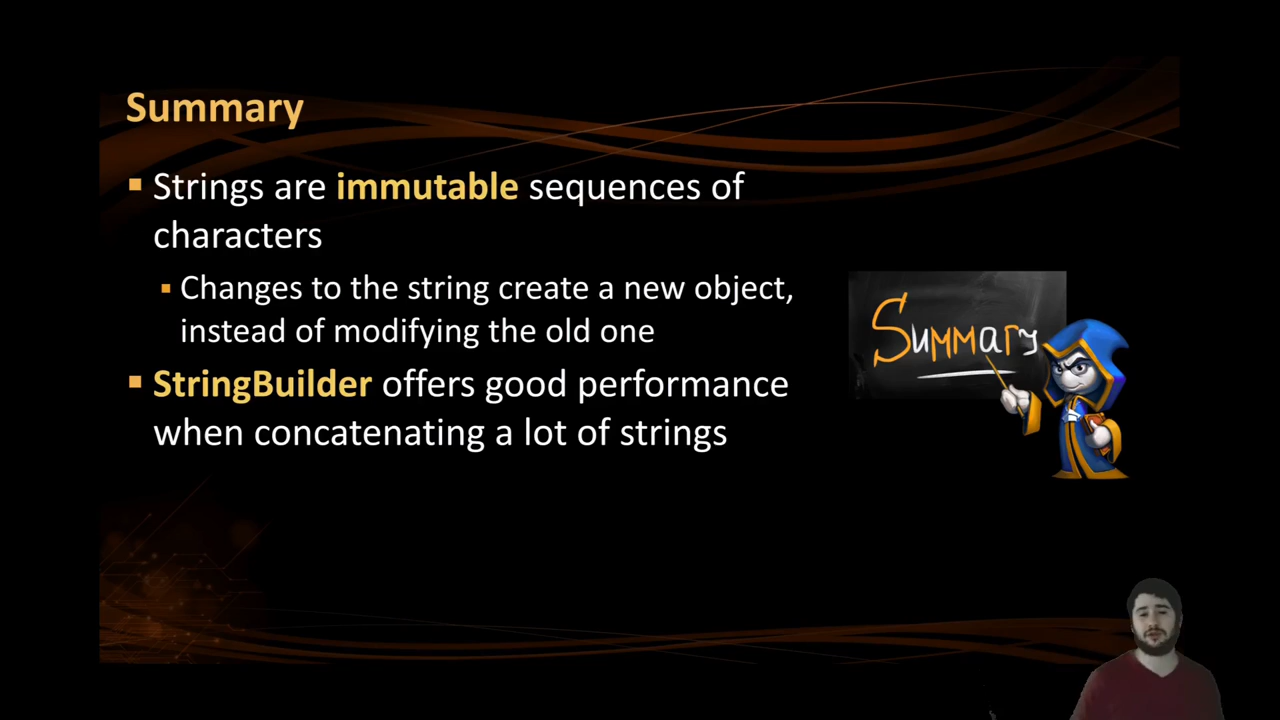 Summary
▪ Strings are immutable sequences of
characters
▪ Changes to the string create a new object,
instead of modifying the old one
▪ StringBuilder offers good performance
when concatenating a lot of strings
Summary